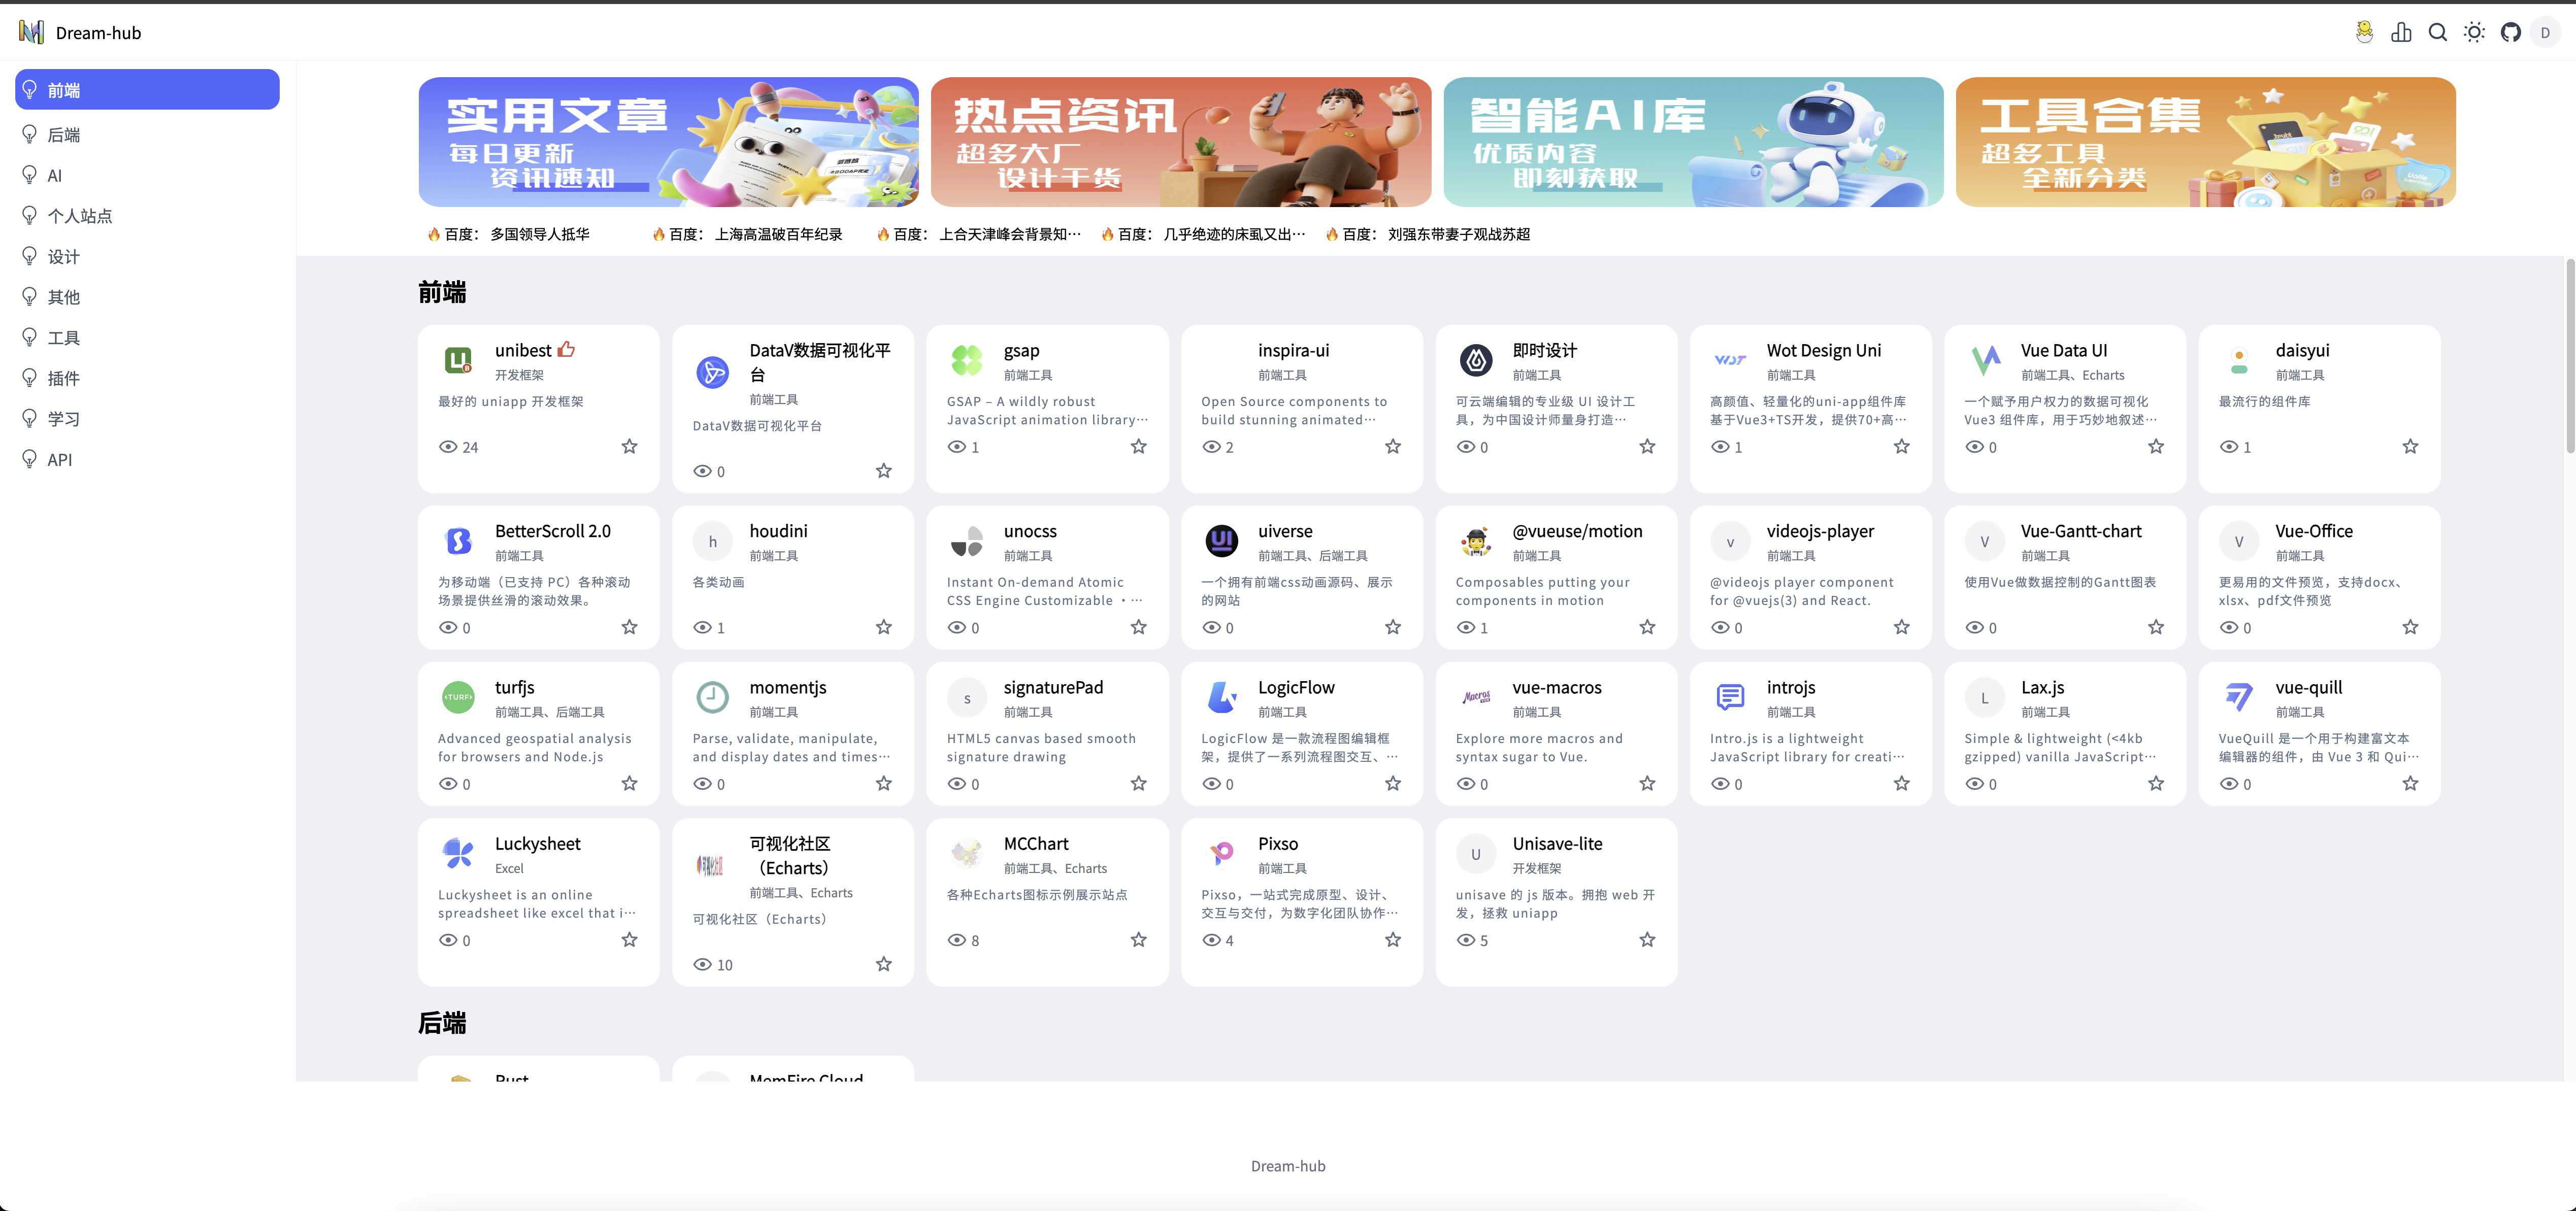 Dream-hub
D
前端
后端
AI
个人站点
设计
其他
工具
插件
学习
API
实用文章
每日更新
资讯速知
热点资讯
超多大厂
设计干货
智能AI库
优质内容
即刻获取
工具合集
超多工具
全新分类
百度： 多国领导人抵华
百度： 上海高温破百年纪录
百度： 上合天津峰会背景知…
百度： 几乎绝迹的床虱又出…
百度： 刘强东带妻子观战苏超
前端
unibest
开发框架
最好的 uniapp 开发框架
24
DataV数据可视化平
台
前端工具
DataV数据可视化平台
0
gsap
前端工具
GSAP – A wildly robust
JavaScript animation library…
1
inspira-ui
前端工具
Open Source components to
build stunning animated…
2
即时设计
前端工具
可云端编辑的专业级 UI 设计工
具，为中国设计师量身打造…
0
WOT
Wot Design Uni
前端工具
高颜值、轻量化的uni-app组件库
基于Vue3+TS开发，提供70+高…
1
Vue Data UI
前端工具、Echarts
一个赋予用户权力的数据可视化
Vue3 组件库，用于巧妙地叙述…
0
daisyui
前端工具
最流行的组件库
1
BetterScroll 2.0
前端工具
为移动端（已支持 PC）各种滚动
场景提供丝滑的滚动效果。
0
h
houdini
前端工具
各类动画
1
unocss
前端工具
Instant On-demand Atomic
CSS Engine Customizable ·…
0
UI
uiverse
前端工具、后端工具
一个拥有前端css动画源码、展示
的网站
0
@vueuse/motion
前端工具
Composables putting your
components in motion
1
v
videojs-player
前端工具
@videojs player component
for @vuejs(3) and React.
0
V
Vue-Gantt-chart
前端工具
使用Vue做数据控制的Gantt图表
0
V
Vue-Office
前端工具
更易用的文件预览，支持docx、
xlsx、pdf文件预览
0
TURF
turfjs
前端工具、后端工具
Advanced geospatial analysis
for browsers and Node.js
0
momentjs
前端工具
Parse, validate, manipulate,
and display dates and times…
0
s
signaturePad
前端工具
HTML5 canvas based smooth
signature drawing
0
LogicFlow
前端工具
LogicFlow 是一款流程图编辑框
架，提供了一系列流程图交互、…
0
Macros
vue-macros
前端工具
Explore more macros and
syntax sugar to Vue.
0
introjs
前端工具
Intro.js is a lightweight
JavaScript library for creati…
0
L
Lax.js
前端工具
Simple & lightweight (<4kb
gzipped) vanilla JavaScript…
0
vue-quill
前端工具
VueQuill 是一个用于构建富文本
编辑器的组件，由 Vue 3 和 Qui…
0
Luckysheet
Excel
Luckysheet is an online
spreadsheet like excel that i…
0
可视化社区
可视化社区
（Echarts）
前端工具、Echarts
可视化社区（Echarts）
10
MCChart
前端工具、Echarts
各种Echarts图标示例展示站点
8
Pixso
前端工具
Pixso，一站式完成原型、设计、
交互与交付，为数字化团队协作…
4
U
Unisave-lite
开发框架
unisave 的 js 版本。拥抱 web 开
发，拯救 uniapp
5
后端
Rust
MemFire Cloud
Dream-hub